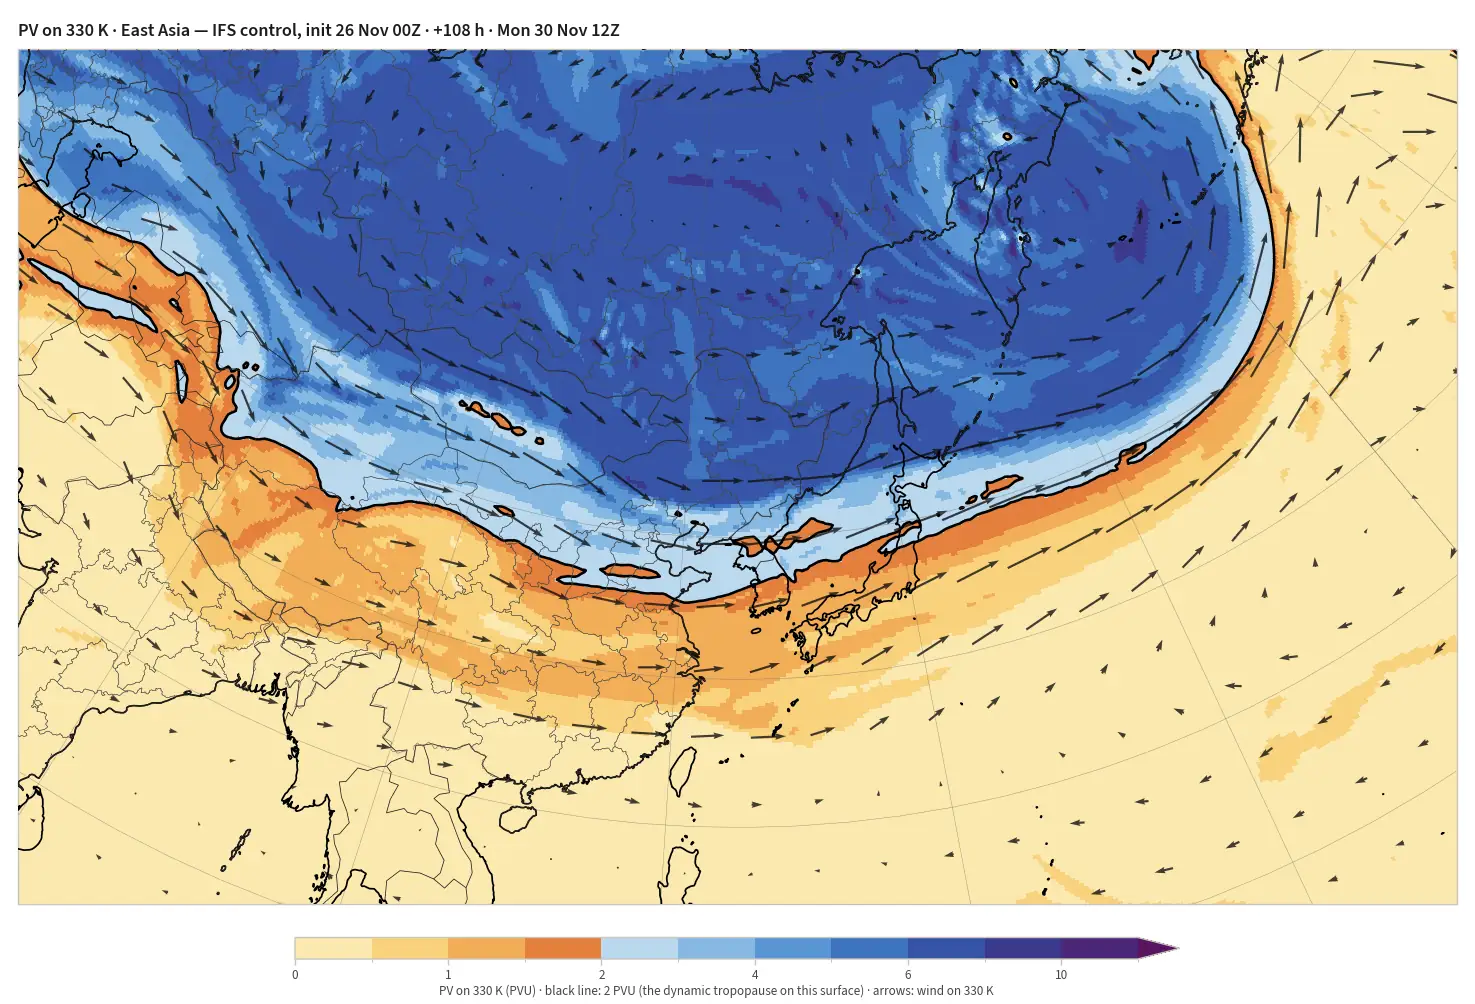 PV on 330 K · East Asia — IFS control, init 26 Nov 00Z · +108 h · Mon 30 Nov 12Z
0 1 2 4 6 10
PV on 330 K (PVU) · black line: 2 PVU (the dynamic tropopause on this surface) · arrows: wind on 330 K